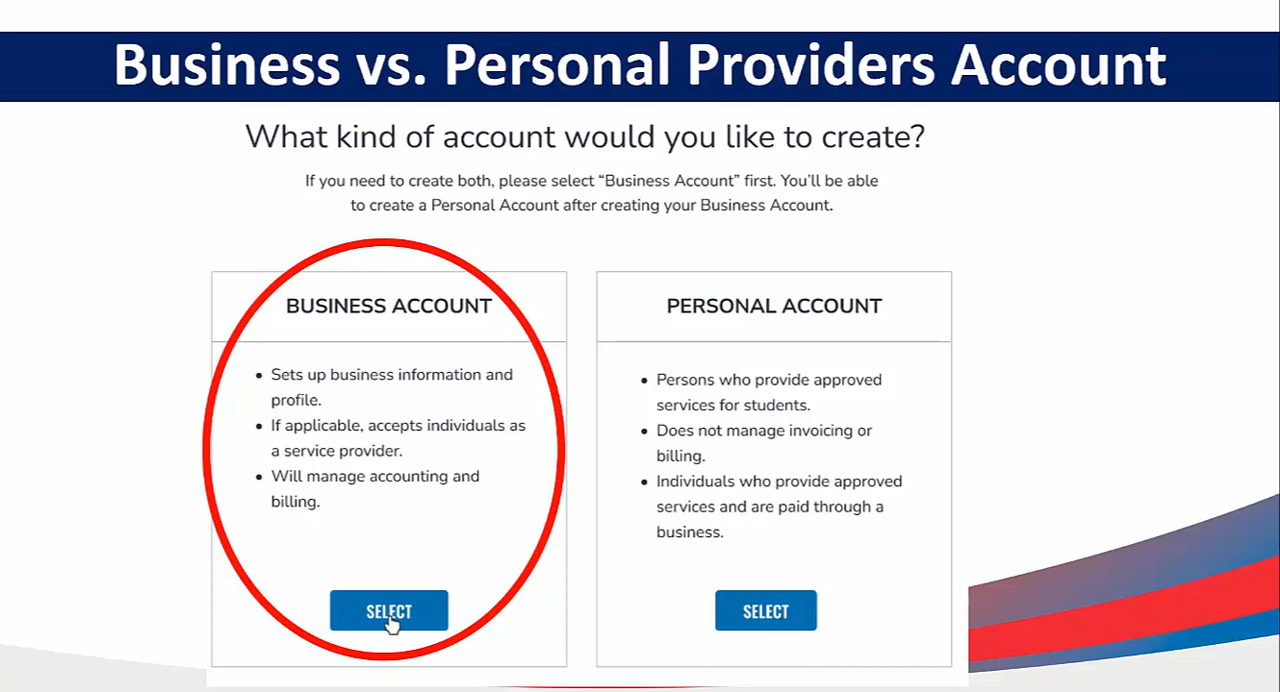 Business vs. Personal Providers Account
What kind of account would you like to create?
If you need to create both, please select “Business Account” first. You’ll be able
to create a Personal Account after creating your Business Account.
BUSINESS ACCOUNT
• Sets up business information and
profile.
• If applicable, accepts individuals as
a service provider.
• Will manage accounting and
billing.
SELECT
PERSONAL ACCOUNT
• Persons who provide approved
services for students.
• Does not manage invoicing or
billing.
• Individuals who provide approved
services and are paid through a
business.
SELECT